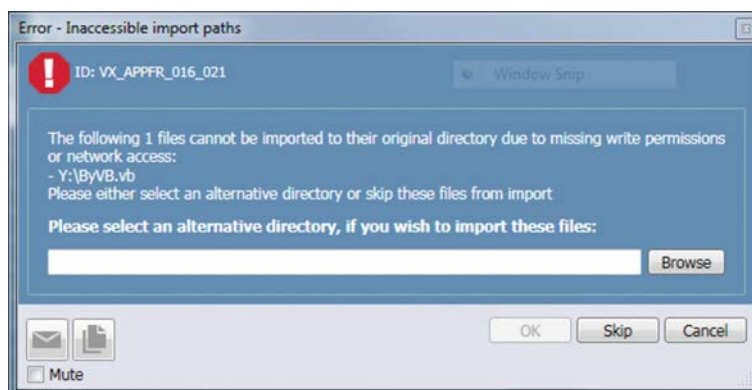 Error - Inaccessible import paths
ID: VX_APPFR_016_021
Window Snip
The following 1 files cannot be imported to their original directory due to missing write permissions
or network access:
- Y:\ByVB.vb
Please either select an alternative directory or skip these files from import
Please select an alternative directory, if you wish to import these files:
Browse
OK Skip Cancel
Mute